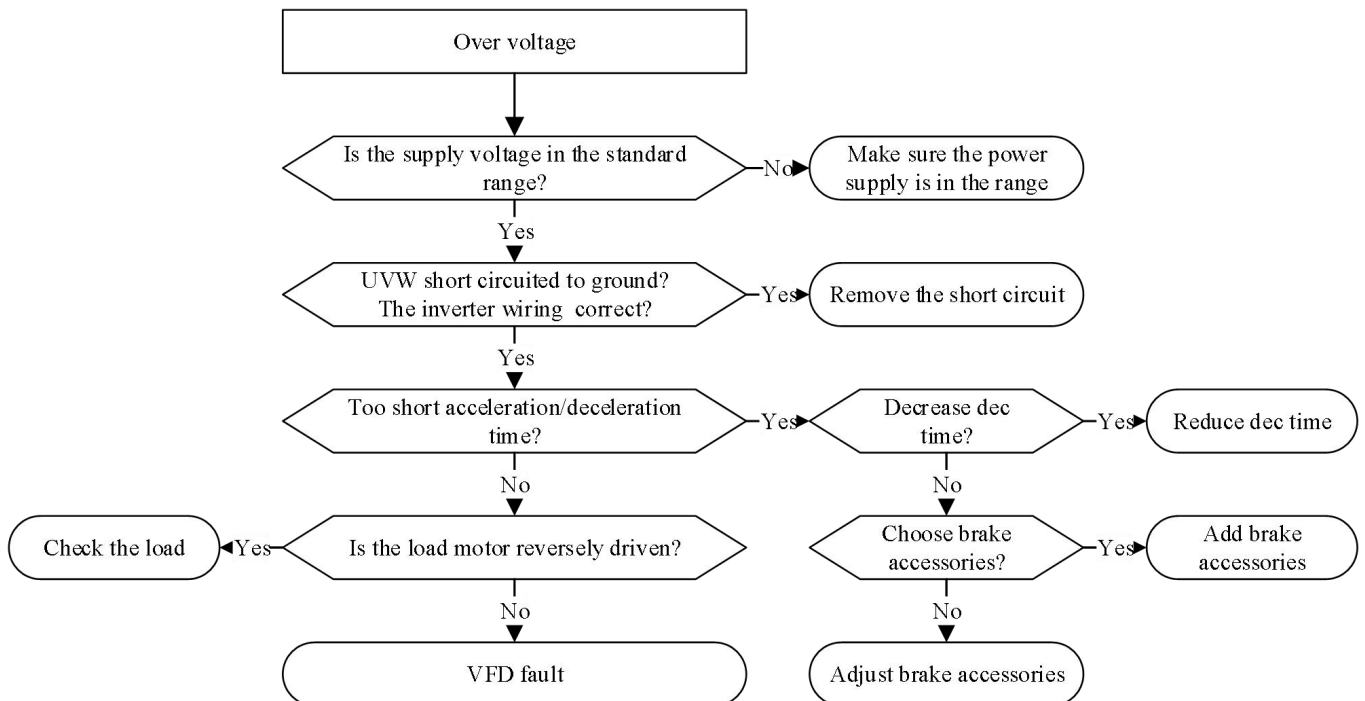 Over voltage
Is the supply voltage in the standard
range?
No
Make sure the power
supply is in the range
Yes
UVW short circuited to ground?
The inverter wiring correct?
Yes
Remove the short circuit
Yes
Too short acceleration/deceleration
time?
Yes
Decrease dec
time?
Yes
Reduce dec time
No
No
Check the load
Yes
Is the load motor reversely driven?
Choose brake
accessories?
Yes
Add brake
accessories
No
No
VFD fault
Adjust brake accessories